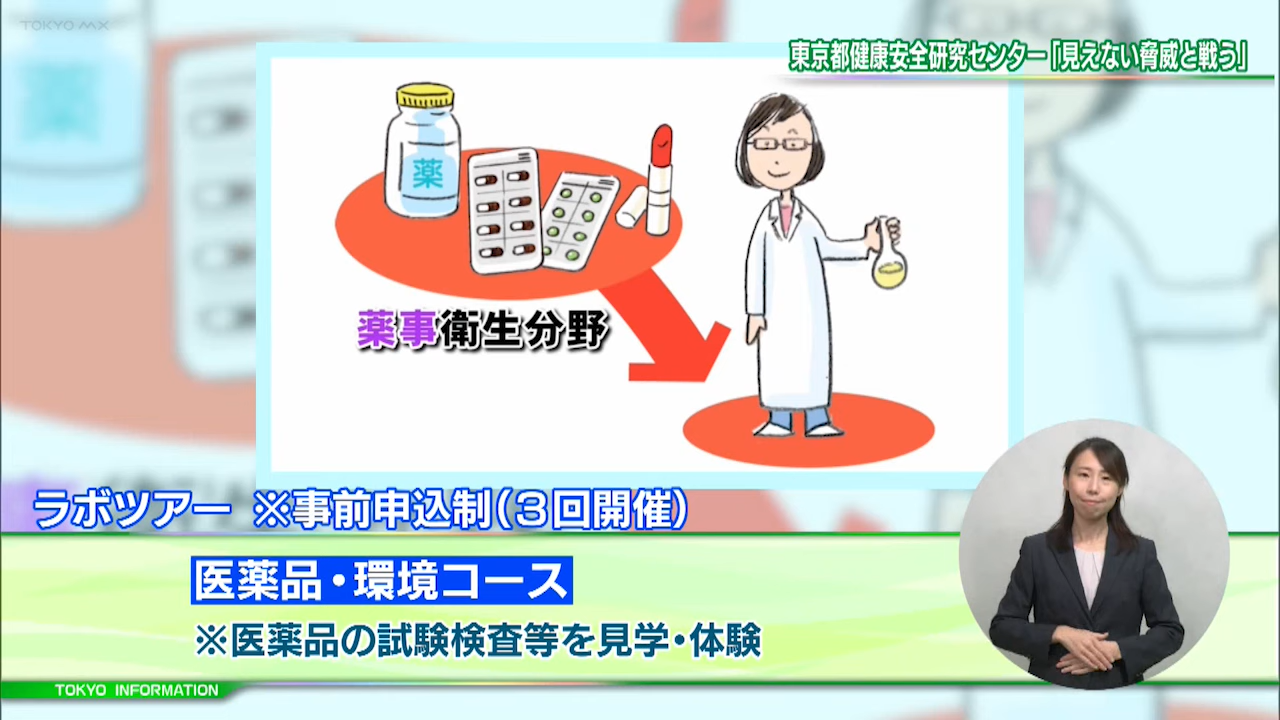 TOKYO MX
東京都健康安全研究センター「見えない脅威と戦う」
薬
薬
薬事衛生分野
ラボツアー ※事前申込制(3回開催)
医薬品・環境コース
※医薬品の試験検査等を見学・体験
TOKYO INFORMATION